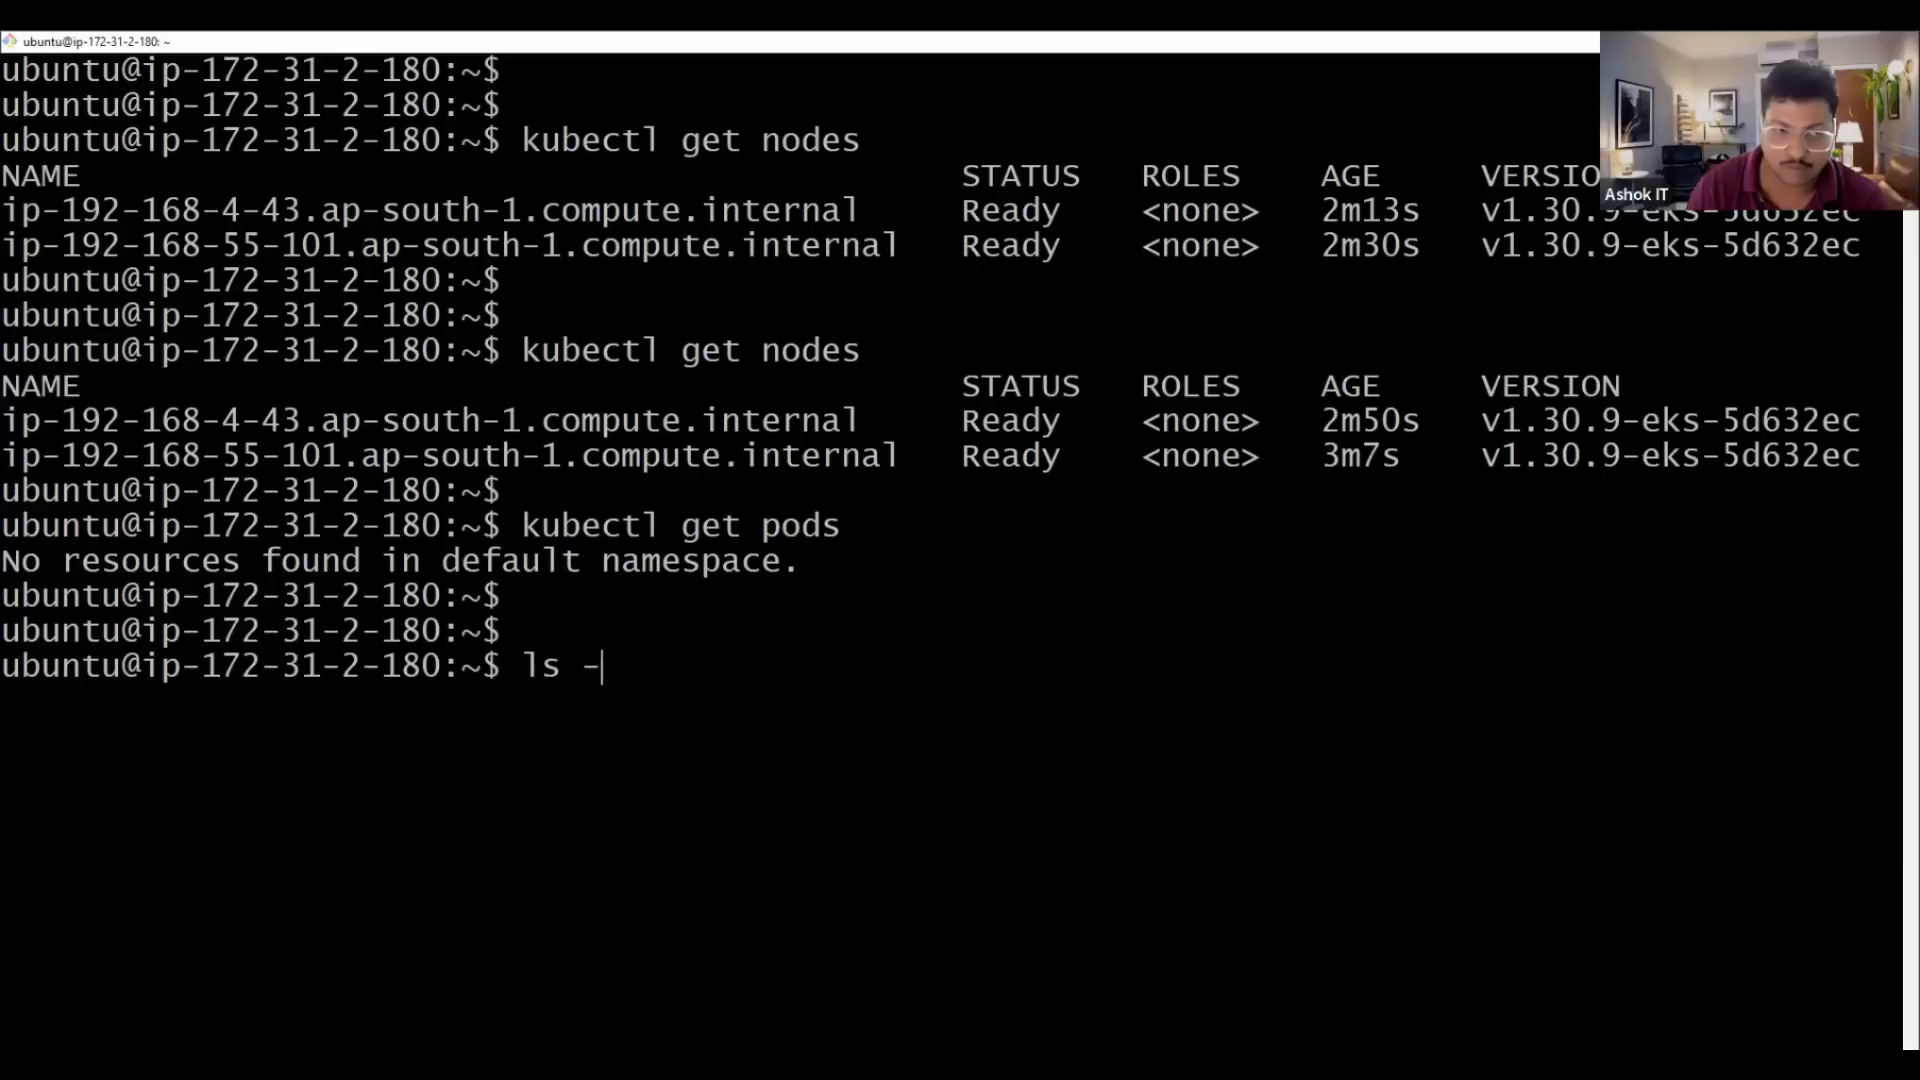 ubuntu@ip-172-31-2-180: ~
ubuntu@ip-172-31-2-180:~$
ubuntu@ip-172-31-2-180:~$
ubuntu@ip-172-31-2-180:~$ kubectl get nodes
NAME STATUS ROLES AGE VERSIO
Ashok IT
ip-192-168-4-43.ap-south-1.compute.internal Ready <none> 2m13s v1.30.9-eks-5d632ec
ip-192-168-55-101.ap-south-1.compute.internal Ready <none> 2m30s v1.30.9-eks-5d632ec
ubuntu@ip-172-31-2-180:~$
ubuntu@ip-172-31-2-180:~$
ubuntu@ip-172-31-2-180:~$ kubectl get nodes
NAME STATUS ROLES AGE VERSION
ip-192-168-4-43.ap-south-1.compute.internal Ready <none> 2m50s v1.30.9-eks-5d632ec
ip-192-168-55-101.ap-south-1.compute.internal Ready <none> 3m7s v1.30.9-eks-5d632ec
ubuntu@ip-172-31-2-180:~$
ubuntu@ip-172-31-2-180:~$ kubectl get pods
No resources found in default namespace.
ubuntu@ip-172-31-2-180:~$
ubuntu@ip-172-31-2-180:~$
ubuntu@ip-172-31-2-180:~$ ls -